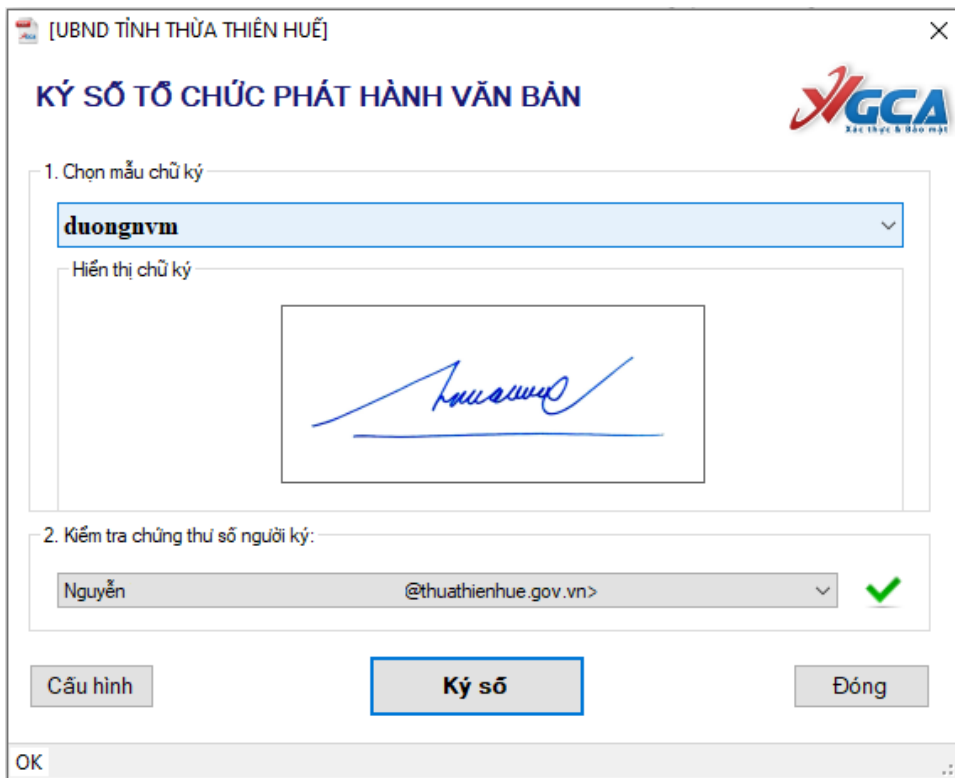 [UBND TỈNH THỪA THIÊN HUẾ]
KÝ SỐ TỔ CHỨC PHÁT HÀNH VĂN BẢN
VGCA
Xác thực & Bảo mật
1. Chọn mẫu chữ ký
duongnvm
Hiển thị chữ ký
2. Kiểm tra chứng thư số người ký:
Nguyễn @thuathienhue.gov.vn>
Cấu hình Ký số Đóng
OK